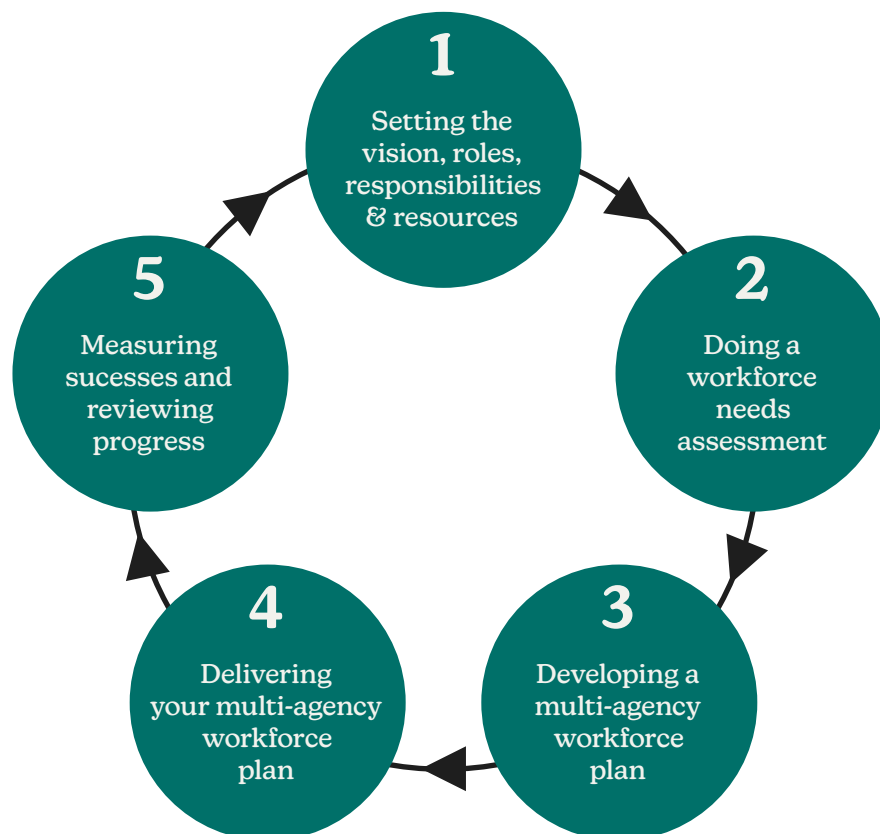 1
Setting the
vision, roles,
responsibilities
& resources
2
Doing a
workforce
needs
assessment
3
Developing a
multi-agency
workforce
plan
4
Delivering
your multi-agency
workforce
plan
5
Measuring
sucesses and
reviewing
progress